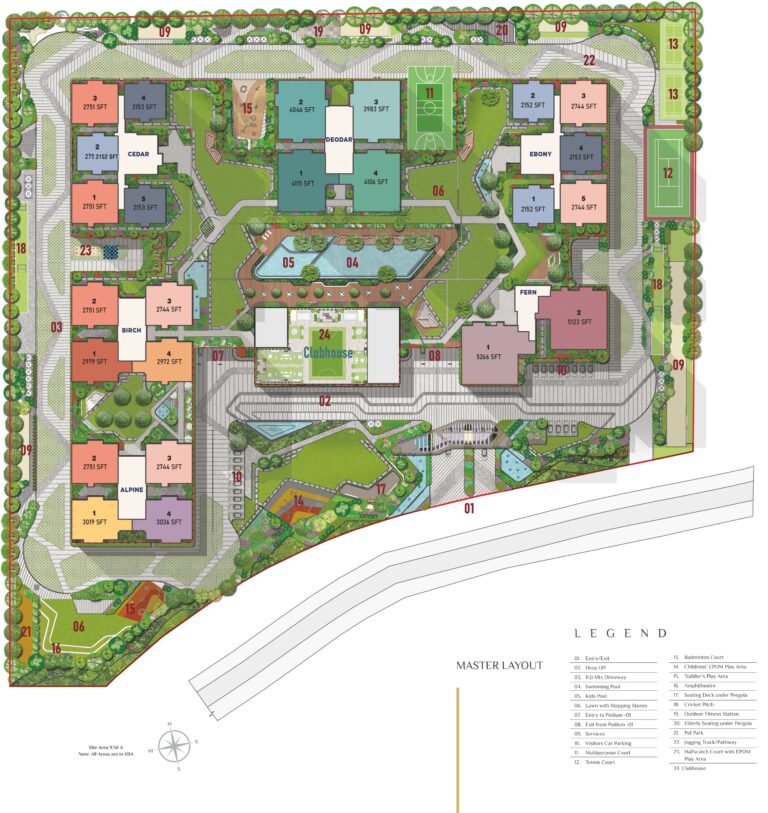 09
19
09
20
09
13
22
13
3
2751 SFT
4
2153 SFT
15
2
4046 SFT
3
3983 SFT
11
2
2152 SFT
3
2744 SFT
2
2152 SFT
CEDAR
DEODAR
EBONY
4
2153 SFT
12
1
2751 SFT
5
2153 SFT
1
4115 SFT
4
4106 SFT
06
1
2152 SFT
5
2744 SFT
18
23
05
04
18
2
2751 SFT
3
2744 SFT
FERN
2
5123 SFT
03
BIRCH
24
Clubhouse
1
2979 SFT
4
2972 SFT
07
08
1
5266 SFT
10
09
02
09
2
2751 SFT
3
2744 SFT
10
ALPINE
17
1
3019 SFT
4
3036 SFT
14
01
15
21
06
16
LEGEND
MASTER LAYOUT
01. Entry/Exit
02. Drop Off
03. 9.0 Mts Driveway
04. Swimming Pool
05. Kids Pool
06. Lawn with Stepping Stones
07. Entry to Podium -01
08. Exit from Podium -01
09. Services
10. Visitors Car Parking
11. Multipurpose Court
12. Tennis Court
13. Badminton Court
14. Childrens' EPDM Play Area
15. Toddler's Play Area
16. Amphitheatre
17. Seating Deck under Pergola
18. Cricket Pitch
19. Outdoor Fitness Station
20. Elderly Seating under Pergola
21. Pet Park
22. Jogging Track/Pathway
23. Halfscatch Court with EPDM
Play Area
24. Clubhouse
Site Area 9.50 A
Note: All Areas are in SBA
N
W
E
S